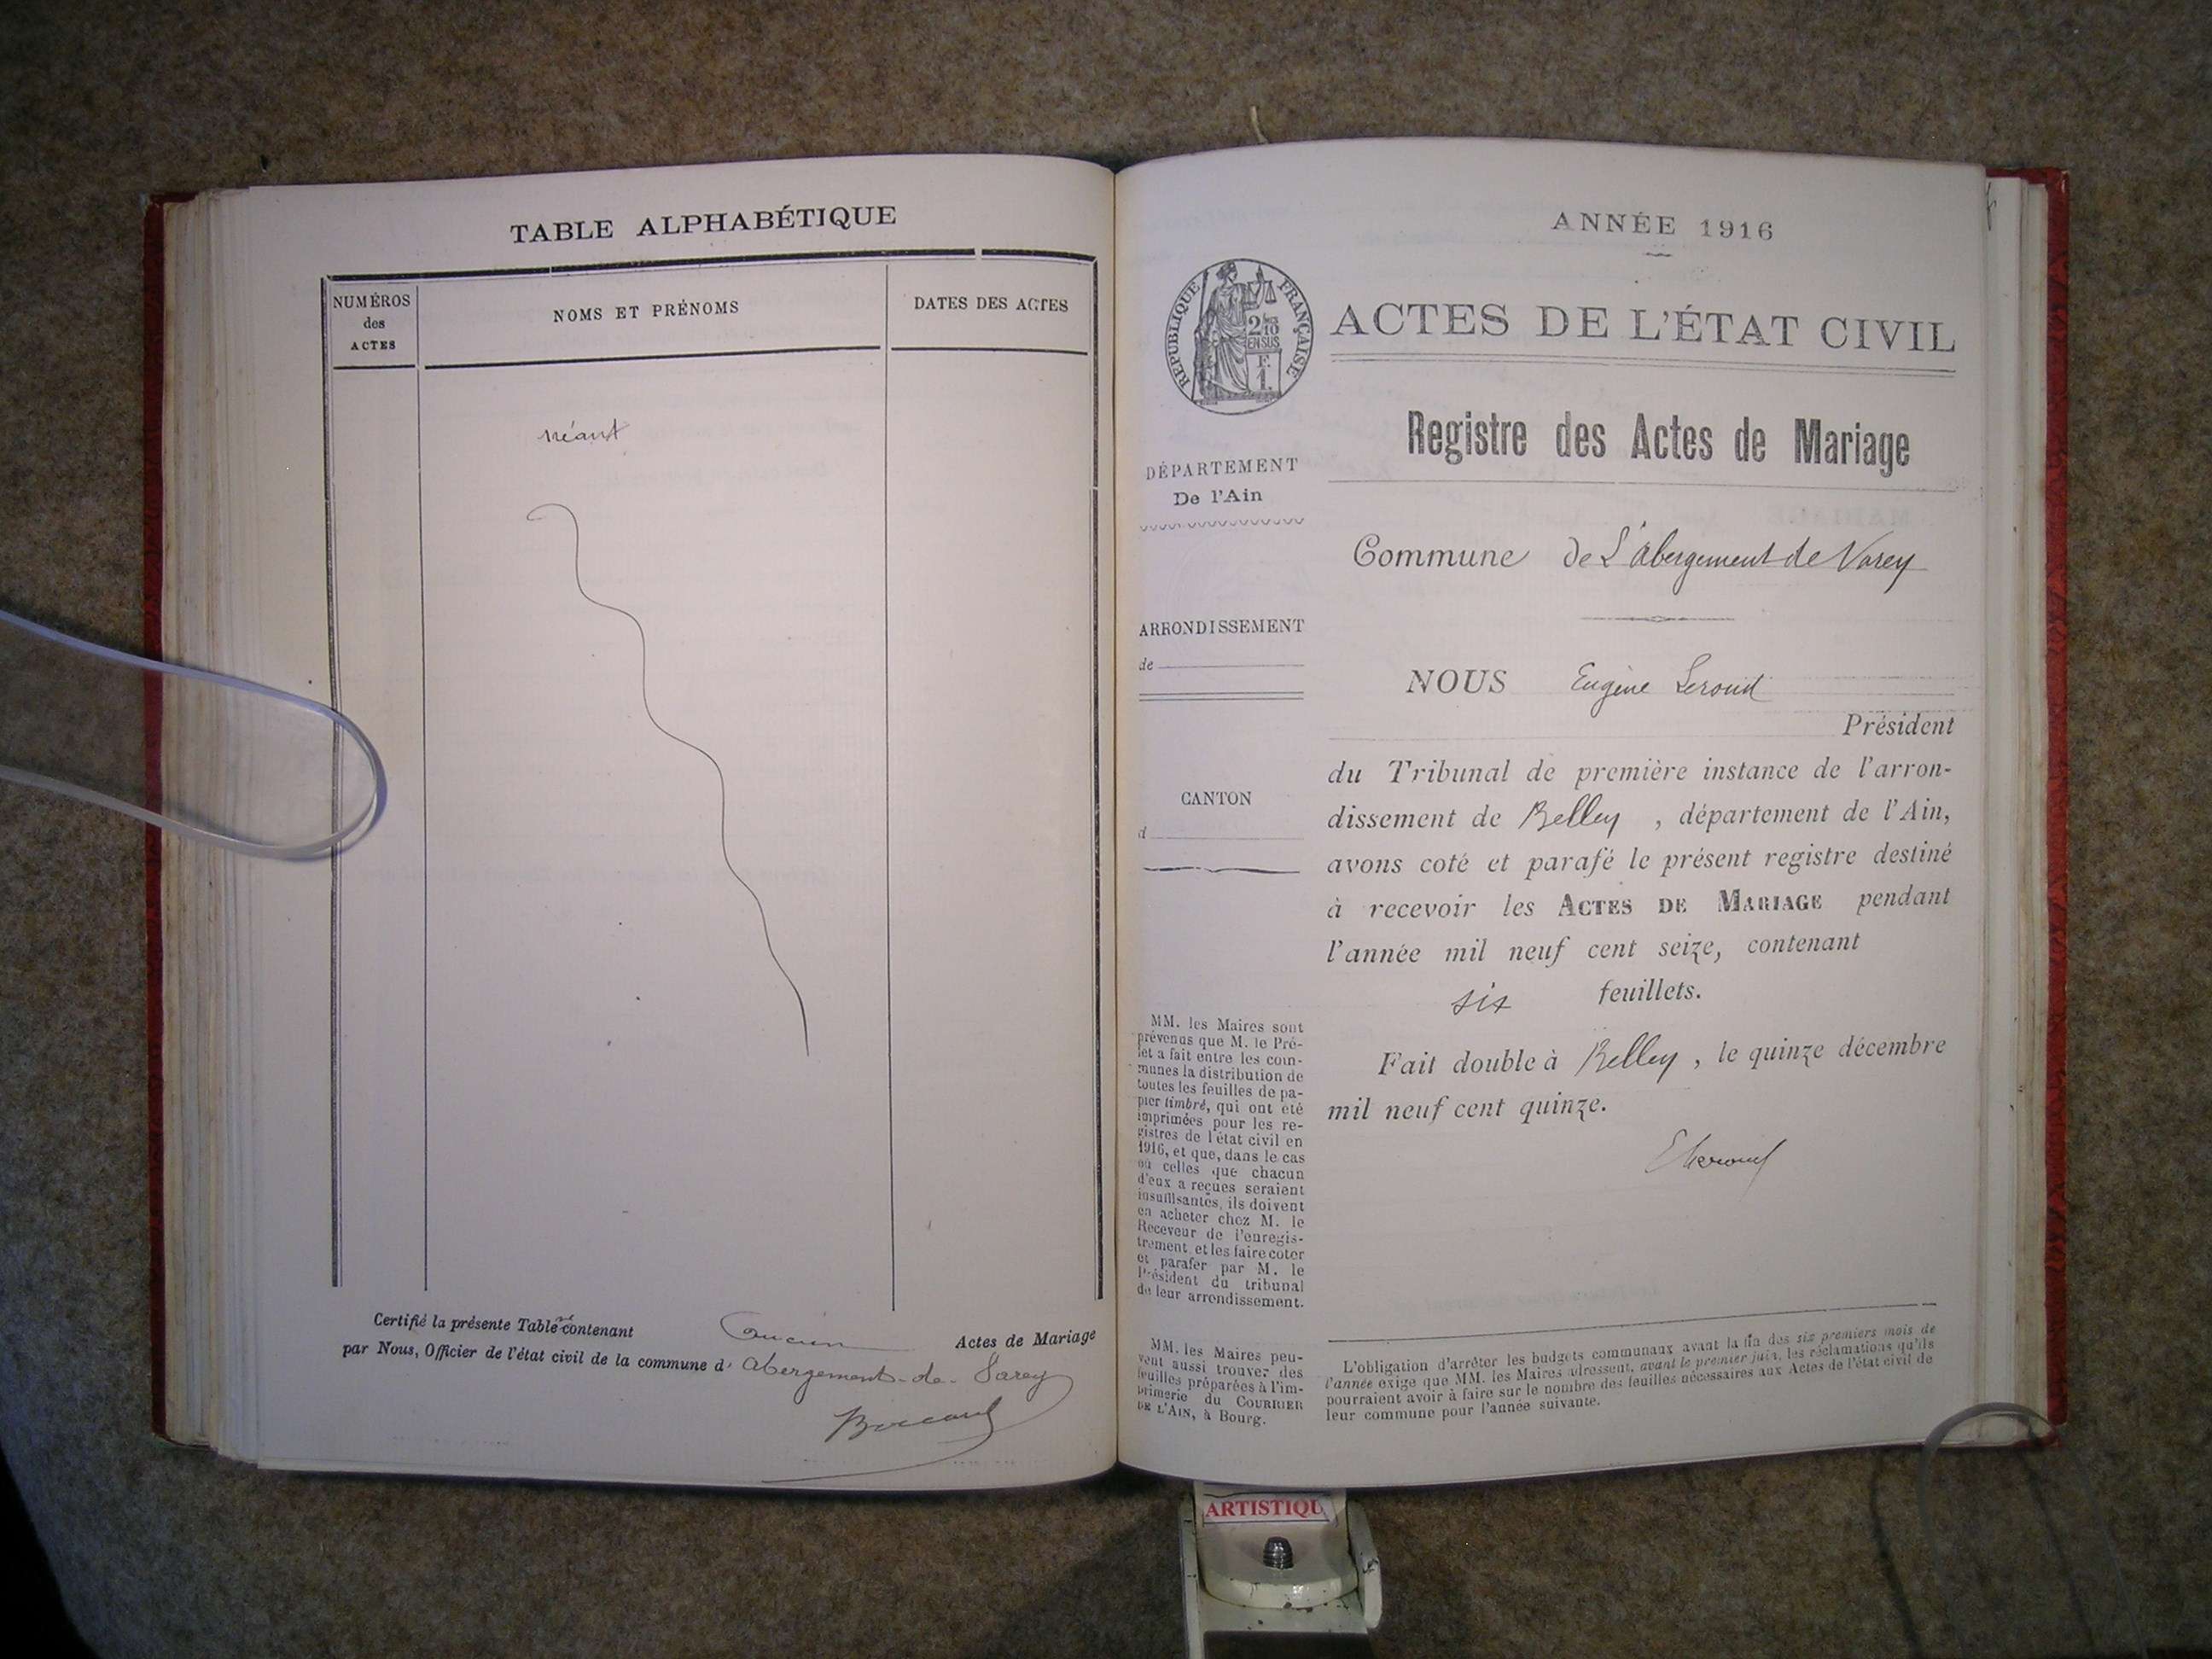 TABLE ALPHABÉTIQUE
NUMÉROS
des
ACTES
NOMS ET PRÉNOMS
DATES DES ACTES
néant
Certifié la présente Table ne contenant Aucun Actes de Mariage
par Nous, Officier de l'état civil de la commune d' Abergement-de-Varey
ANNÉE 1916
RÉPUBLIQUE FRANÇAISE
2/10
EN SUS
F.
1.
ACTES DE L'ÉTAT CIVIL
Registre des Actes de Mariage
DÉPARTEMENT
De l'Ain
ARRONDISSEMENT
de
CANTON
d
MM. les Maires sont
prévenus que M. le Pré-
fet a fait entre les com-
munes la distribution de
toutes les feuilles de pa-
pier timbré, qui ont été
imprimées pour les re-
gistres de l'état civil en
1916, et que, dans le cas
où celles que chacun
d'eux a reçues seraient
insuffisantes, ils doivent
en acheter chez M. le
Receveur de l'enregis-
trement et les faire coter
et parafer par M. le
Président du tribunal
de leur arrondissement.
MM. les Maires peu-
vent aussi trouver des
feuilles préparées à l'im-
primerie du COURRIER
DE L'AIN, à Bourg.
Commune de L'abergement de Varey
NOUS Eugène Leroud
Président
du Tribunal de première instance de l'arron-
dissement de Belley , département de l'Ain,
avons coté et parafé le présent registre destiné
à recevoir les ACTES DE MARIAGE pendant
l'année mil neuf cent seize, contenant
six feuillets.
Fait double à Belley , le quinze décembre
mil neuf cent quinze.
L'obligation d'arrêter les budgets communaux avant la fin des six premiers mois de
l'année exige que MM. les Maires adressent, avant le premier juin, les réclamations qu'ils
pourraient avoir à faire sur le nombre des feuilles nécessaires aux Actes de l'état civil de
leur commune pour l'année suivante.
ARTISTIQU